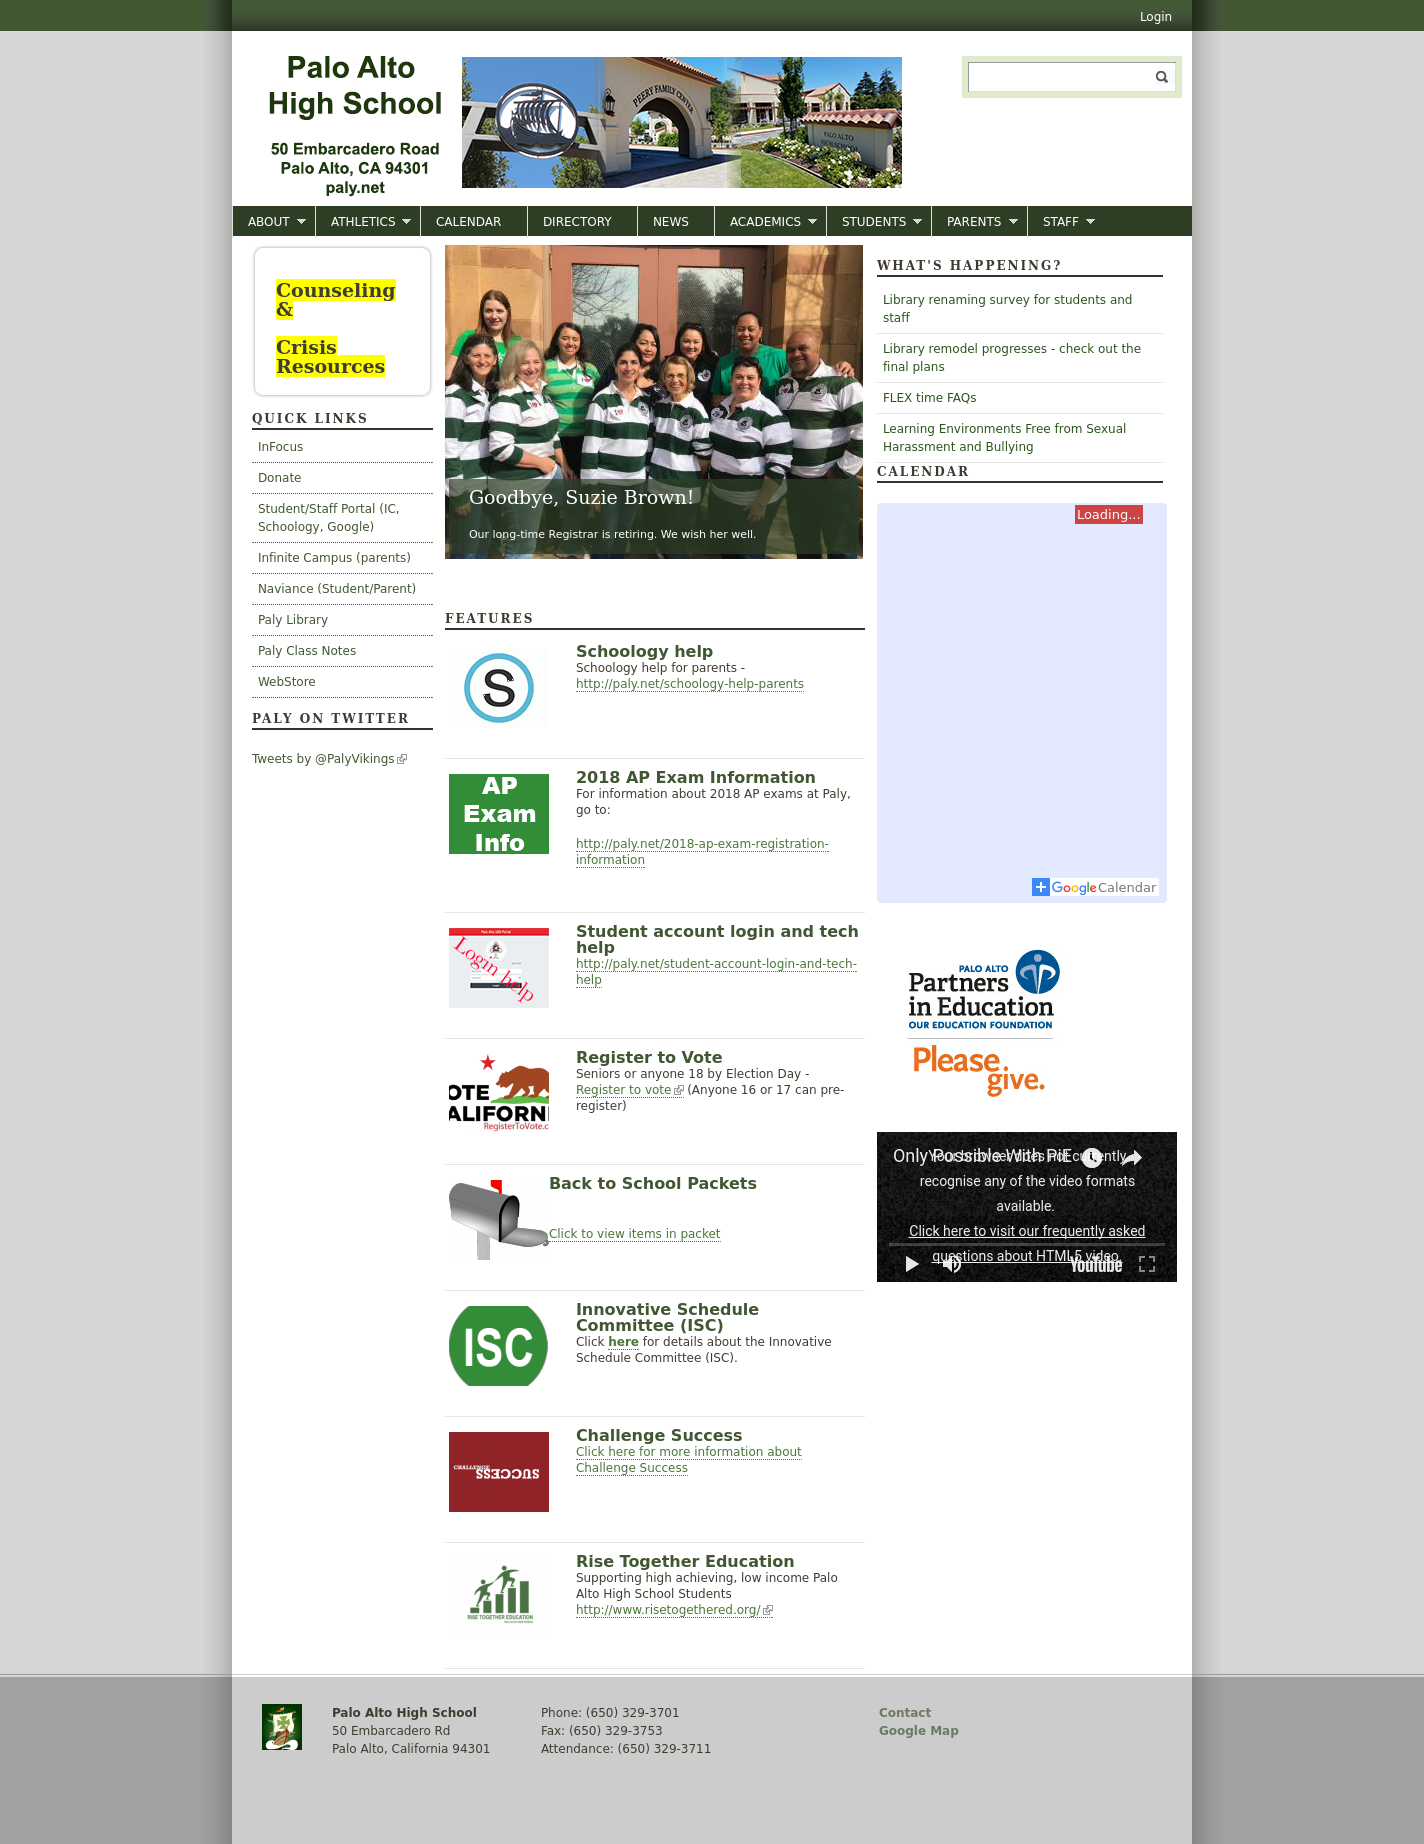 Login
Palo Alto
High School
50 Embarcadero Road
Palo Alto, CA 94301
paly.net
PEERY FAMILY CENTER
PALO ALTO
HIGH SCHOOL
ABOUT
ATHLETICS
CALENDAR
DIRECTORY
NEWS
ACADEMICS
STUDENTS
PARENTS
STAFF
Counseling
&
Crisis
Resources
QUICK LINKS
InFocus
Donate
Student/Staff Portal (IC,
Schoology, Google)
Infinite Campus (parents)
Naviance (Student/Parent)
Paly Library
Paly Class Notes
WebStore
PALY ON TWITTER
Tweets by @PalyVikings
Goodbye, Suzie Brown!
Our long-time Registrar is retiring. We wish her well.
FEATURES
S
Schoology help
Schoology help for parents -
http://paly.net/schoology-help-parents
AP
Exam
Info
2018 AP Exam Information
For information about 2018 AP exams at Paly,
go to:
http://paly.net/2018-ap-exam-registration-
information
Login help
Student account login and tech
help
http://paly.net/student-account-login-and-tech-
help
OTE
ALIFORN
RegisterToVote.c
Register to Vote
Seniors or anyone 18 by Election Day -
Register to vote (Anyone 16 or 17 can pre-
register)
Back to School Packets
Click to view items in packet
ISC
Innovative Schedule
Committee (ISC)
Click here for details about the Innovative
Schedule Committee (ISC).
CHALLENGE
SUCCESS
Challenge Success
Click here for more information about
Challenge Success
RISE TOGETHER EDUCATION
Rise Together Education
Supporting high achieving, low income Palo
Alto High School Students
http://www.risetogethered.org/
WHAT'S HAPPENING?
Library renaming survey for students and
staff
Library remodel progresses - check out the
final plans
FLEX time FAQs
Learning Environments Free from Sexual
Harassment and Bullying
CALENDAR
Loading...
Google Calendar
PALO ALTO
Partners
in Education
OUR EDUCATION FOUNDATION
Please
give.
Only Possible With PiE
Your browser does not currently
recognise any of the video formats
available.
Click here to visit our frequently asked
questions about HTML5 video.
YouTube
Palo Alto High School
50 Embarcadero Rd
Palo Alto, California 94301
Phone: (650) 329-3701
Fax: (650) 329-3753
Attendance: (650) 329-3711
Contact
Google Map